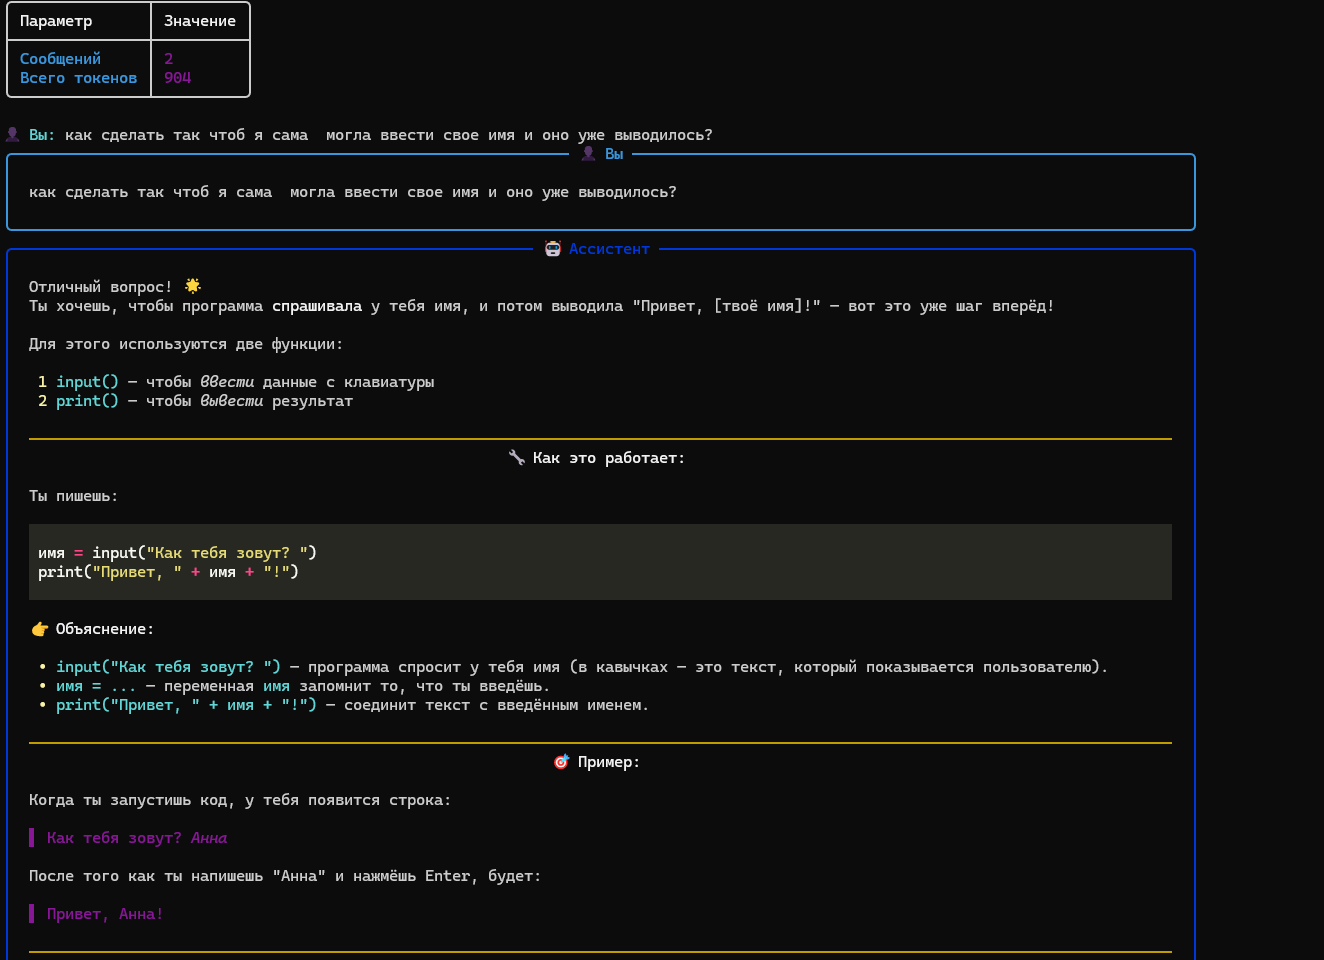 Параметр Значение
Сообщений 2
Всего токенов 904
Вы: как сделать так чтоб я сама  могла ввести свое имя и оно уже выводилось?
Вы
как сделать так чтоб я сама  могла ввести свое имя и оно уже выводилось?
Ассистент
Отличный вопрос! 🌟
Ты хочешь, чтобы программа спрашивала у тебя имя, и потом выводила "Привет, [твоё имя]!" — вот это уже шаг вперёд!
Для этого используются две функции:
1 input() — чтобы ввести данные с клавиатуры
2 print() — чтобы вывести результат
🔧 Как это работает:
Ты пишешь:
имя = input("Как тебя зовут? ")
print("Привет, " + имя + "!")
👉 Объяснение:
• input("Как тебя зовут? ") — программа спросит у тебя имя (в кавычках — это текст, который показывается пользователю).
• имя = ... — переменная имя запомнит то, что ты введёшь.
• print("Привет, " + имя + "!") — соединит текст с введённым именем.
🎯 Пример:
Когда ты запустишь код, у тебя появится строка:
Как тебя зовут? Анна
После того как ты напишешь "Анна" и нажмёшь Enter, будет:
Привет, Анна!